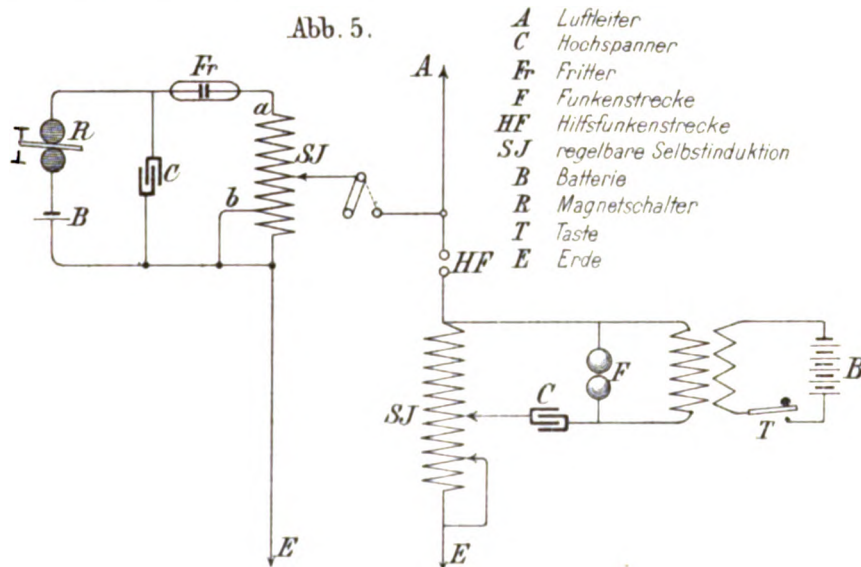 Abb. 5.
A Luftleiter
C Hochspanner
Fr Fritter
F Funkenstrecke
HF Hilfsfunkenstrecke
SJ regelbare Selbstinduktion
B Batterie
R Magnetschalter
T Taste
E Erde
Fr
A
a
R
C
SJ
b
B
HF
F
B
C
SJ
T
E
E